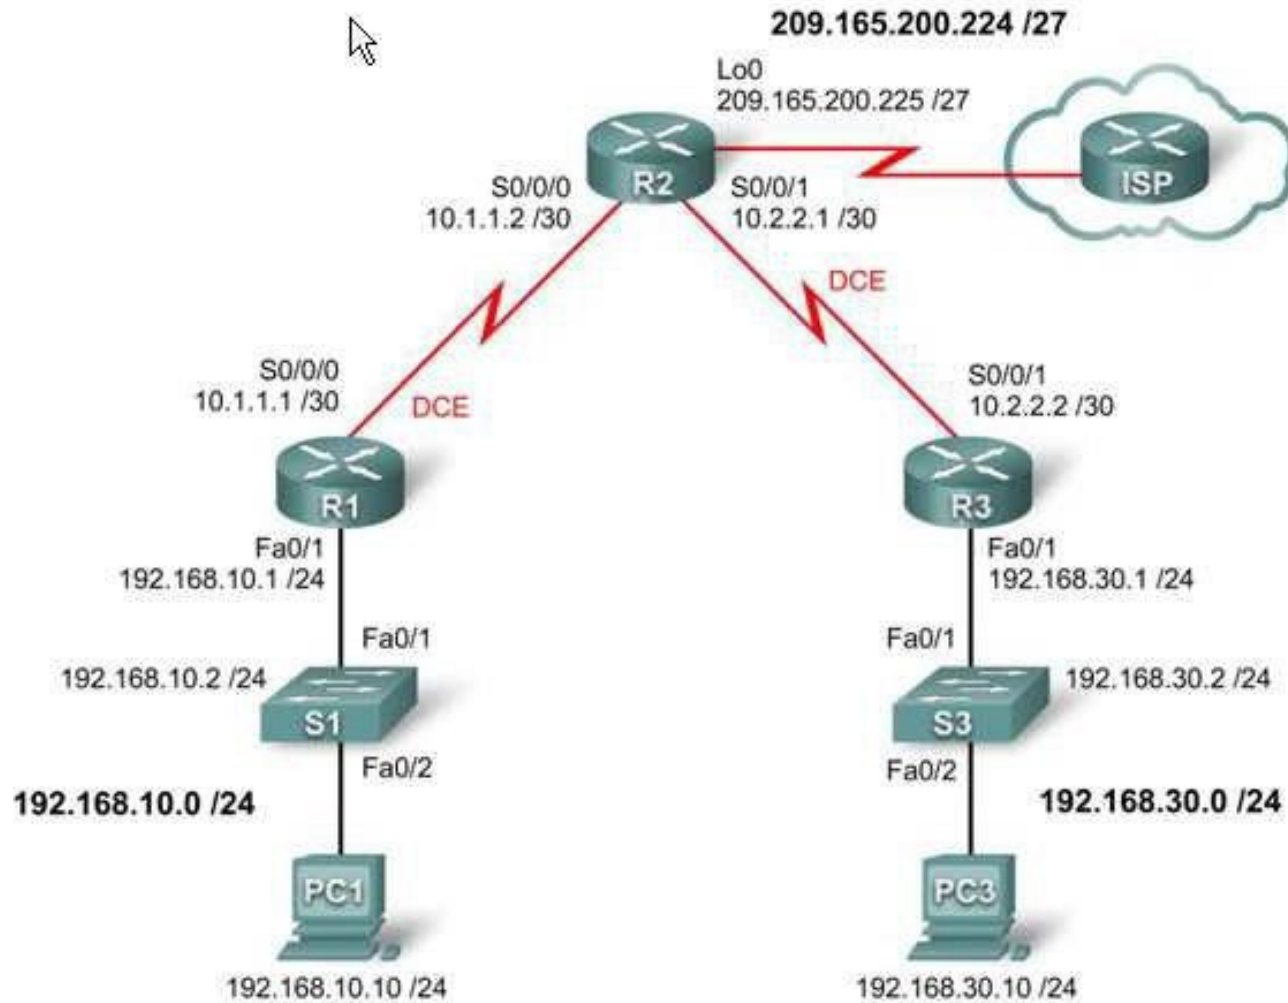 209.165.200.224 /27
Lo0
209.165.200.225 /27
R2
ISP
S0/0/0
10.1.1.2 /30
S0/0/1
10.2.2.1 /30
DCE
S0/0/0
10.1.1.1 /30
DCE
S0/0/1
10.2.2.2 /30
R1
R3
Fa0/1
192.168.10.1 /24
Fa0/1
192.168.30.1 /24
Fa0/1
Fa0/1
192.168.10.2 /24
192.168.30.2 /24
S1
S3
Fa0/2
Fa0/2
192.168.10.0 /24
192.168.30.0 /24
PC1
PC3
192.168.10.10 /24
192.168.30.10 /24